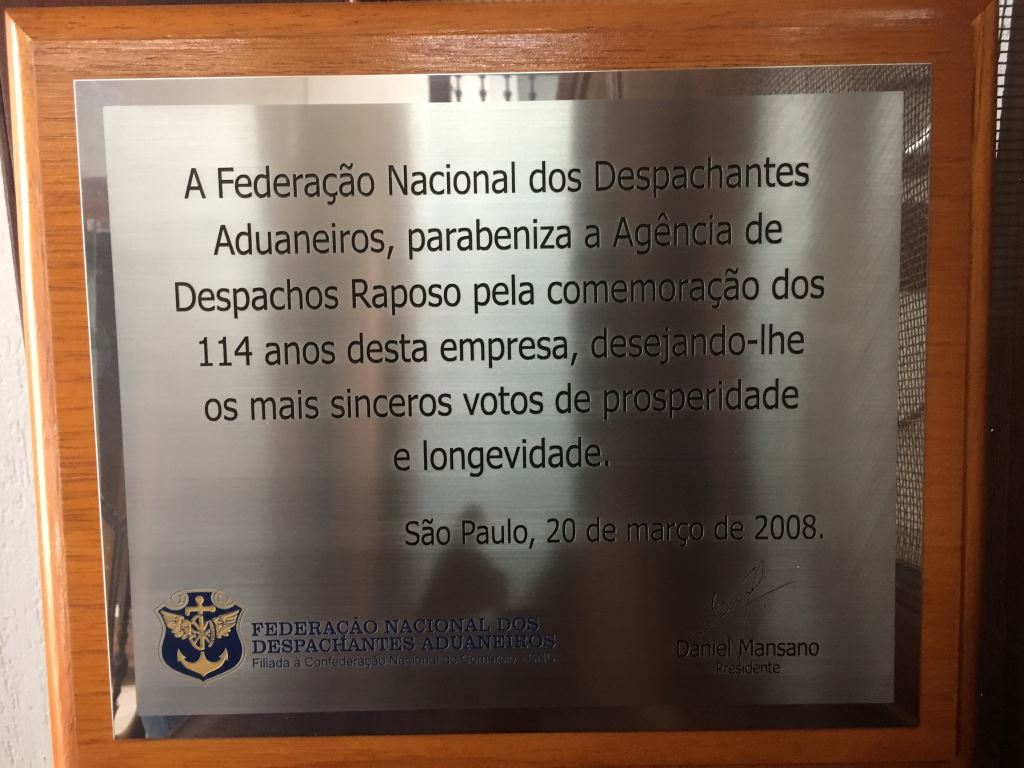 A Federação Nacional dos Despachantes
Aduaneiros, parabeniza a Agência de
Despachos Raposo pela comemoração dos
114 anos desta empresa, desejando-lhe
os mais sinceros votos de prosperidade
e longevidade.
São Paulo, 20 de março de 2008.
FEDERAÇÃO NACIONAL DOS
DESPACHANTES ADUANEIROS
Filiada à Confederação Nacional do Comércio - CNC
Daniel Mansano
Presidente